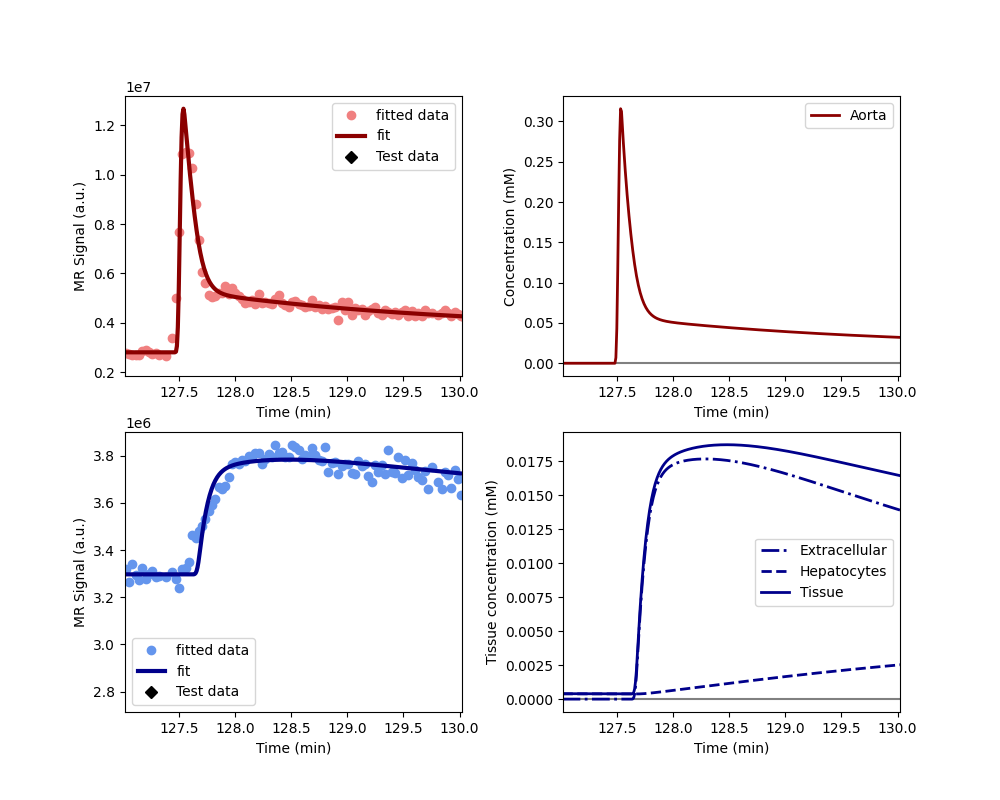 1e7
MR Signal (a.u.)
1.2
1.0
0.8
0.6
0.4
0.2
fitted data
fit
Test data
127.5 128.0 128.5 129.0 129.5 130.0
Time (min)
Concentration (mM)
0.30
0.25
0.20
0.15
0.10
0.05
0.00
Aorta
127.5 128.0 128.5 129.0 129.5 130.0
Time (min)
1e6
MR Signal (a.u.)
3.8
3.6
3.4
3.2
3.0
2.8
fitted data
fit
Test data
127.5 128.0 128.5 129.0 129.5 130.0
Time (min)
Tissue concentration (mM)
0.0175
0.0150
0.0125
0.0100
0.0075
0.0050
0.0025
0.0000
Extracellular
Hepatocytes
Tissue
127.5 128.0 128.5 129.0 129.5 130.0
Time (min)